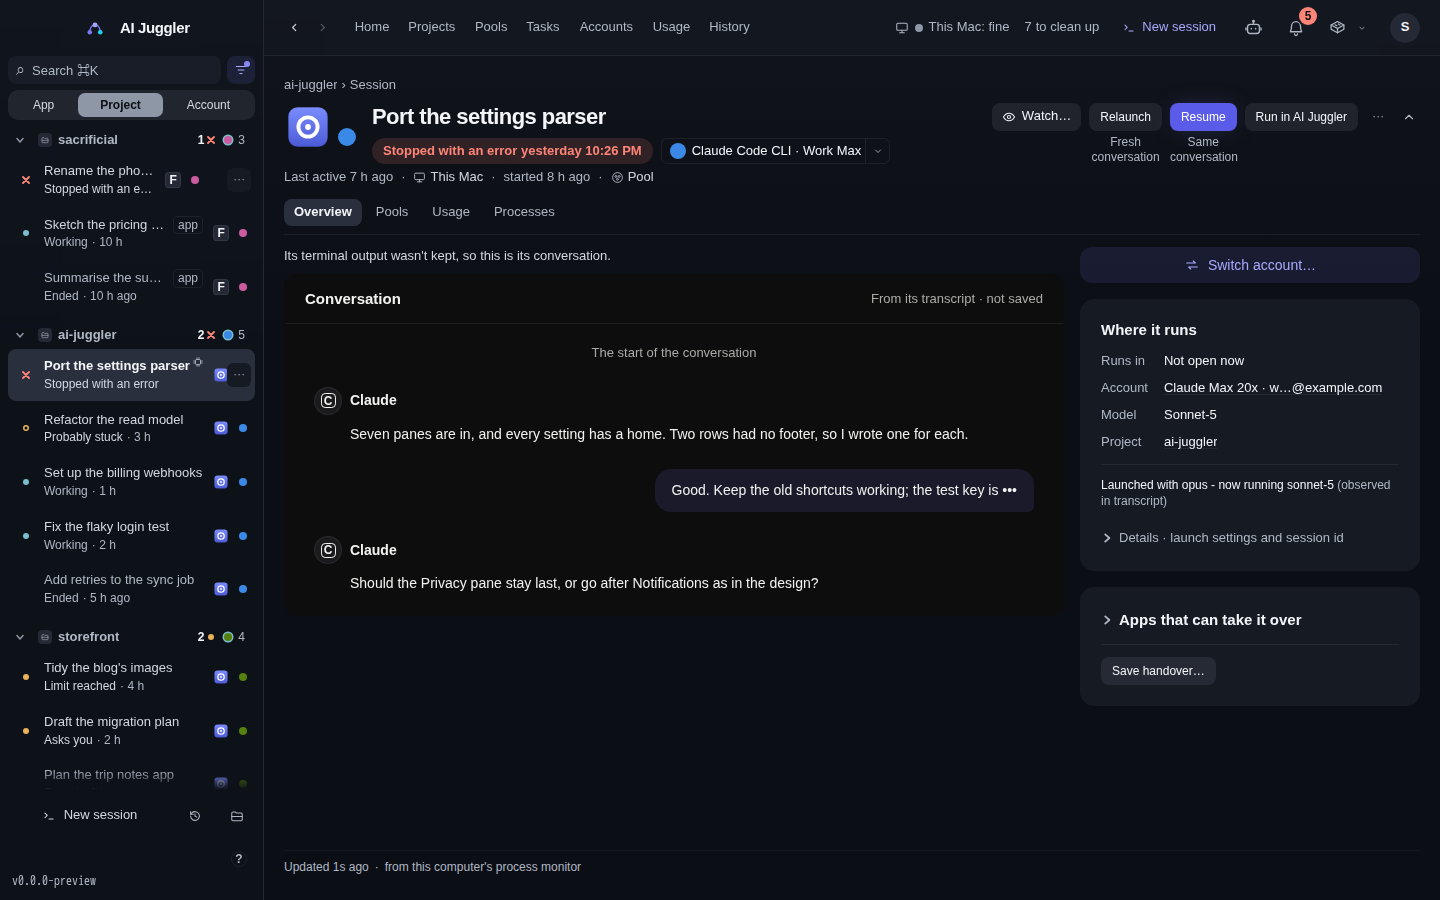 AI Juggler
Search ⌘K
App Project Account
sacrificial 1 3
Rename the pho…
Stopped with an e…
F
Sketch the pricing … app
Working · 10 h
F
Summarise the su… app
Ended · 10 h ago
F
ai-juggler 2 5
Port the settings parser
Stopped with an error
Refactor the read model
Probably stuck · 3 h
Set up the billing webhooks
Working · 1 h
Fix the flaky login test
Working · 2 h
Add retries to the sync job
Ended · 5 h ago
storefront 2 4
Tidy the blog's images
Limit reached · 4 h
Draft the migration plan
Asks you · 2 h
Plan the trip notes app
New session
?
v0.0.0-preview
Home Projects Pools Tasks Accounts Usage History
This Mac: fine 7 to clean up New session 5 S
ai-juggler › Session
Port the settings parser
Stopped with an error yesterday 10:26 PM Claude Code CLI · Work Max
Last active 7 h ago · This Mac · started 8 h ago · Pool
Watch… Relaunch Resume Run in AI Juggler ···
Fresh conversation
Same conversation
Overview Pools Usage Processes
Its terminal output wasn't kept, so this is its conversation.
Conversation From its transcript · not saved
The start of the conversation
C Claude
Seven panes are in, and every setting has a home. Two rows had no footer, so I wrote one for each.
Good. Keep the old shortcuts working; the test key is •••
C Claude
Should the Privacy pane stay last, or go after Notifications as in the design?
Switch account…
Where it runs
Runs in Not open now
Account Claude Max 20x · w…@example.com
Model Sonnet-5
Project ai-juggler
Launched with opus - now running sonnet-5 (observed
in transcript)
Details · launch settings and session id
Apps that can take it over
Save handover…
Updated 1s ago · from this computer's process monitor